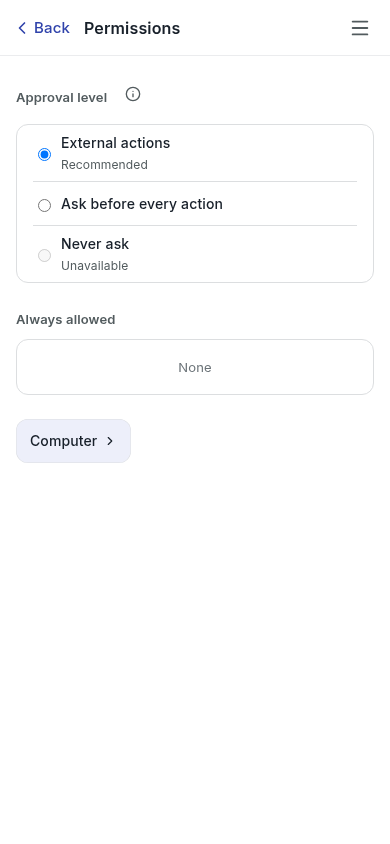 Back Permissions
Approval level
External actions
Recommended
Ask before every action
Never ask
Unavailable
Always allowed
None
Computer